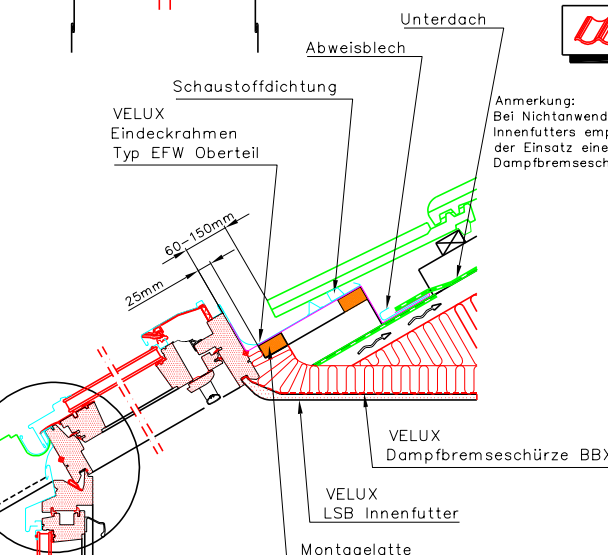 Unterdach
Abweisblech
Schaustoffdichtung
VELUX
Eindeckrahmen
Typ EFW Oberteil
Anmerkung:
Bei Nichtanwend
Innenfutters emp
der Einsatz eine
Dampfbremsesch
60-150mm
25mm
VELUX
Dampfbremseschürze BBX
VELUX
LSB Innenfutter
Montagelatte